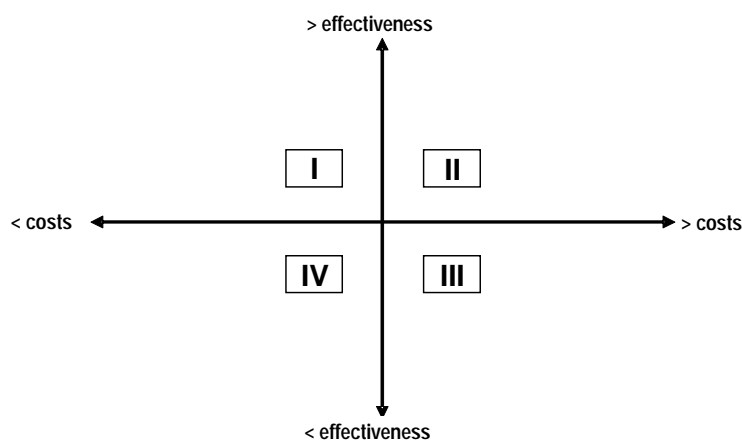 > effectiveness
I
II
< costs
> costs
IV
III
< effectiveness